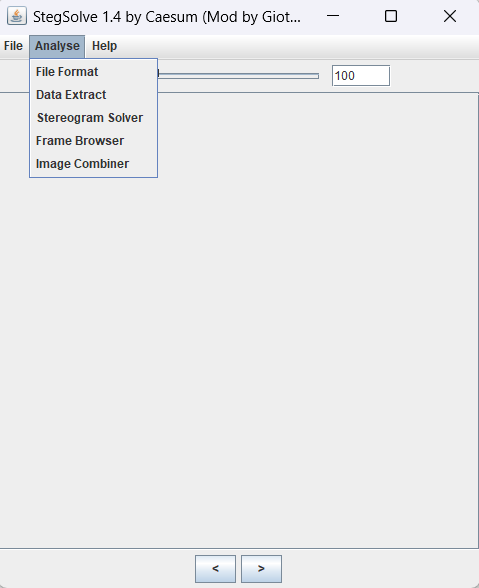 StegSolve 1.4 by Caesum (Mod by Giot...
File Analyse Help
100
File Format
Data Extract
Stereogram Solver
Frame Browser
Image Combiner
< >